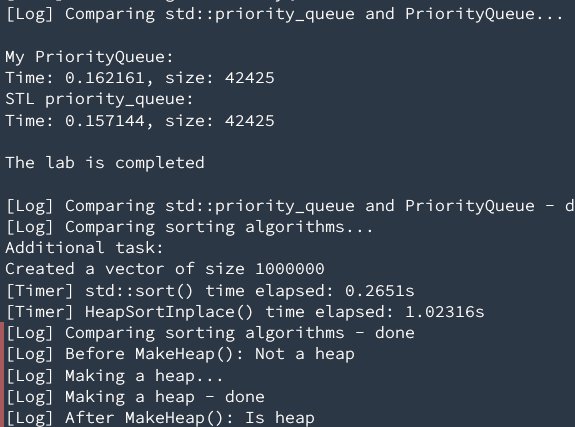 [Log] Comparing std::priority_queue and PriorityQueue...
My PriorityQueue:
Time: 0.162161, size: 42425
STL priority_queue:
Time: 0.157144, size: 42425
The lab is completed
[Log] Comparing std::priority_queue and PriorityQueue - d
[Log] Comparing sorting algorithms...
Additional task:
Created a vector of size 1000000
[Timer] std::sort() time elapsed: 0.2651s
[Timer] HeapSortInplace() time elapsed: 1.02316s
[Log] Comparing sorting algorithms - done
[Log] Before MakeHeap(): Not a heap
[Log] Making a heap...
[Log] Making a heap - done
[Log] After MakeHeap(): Is heap